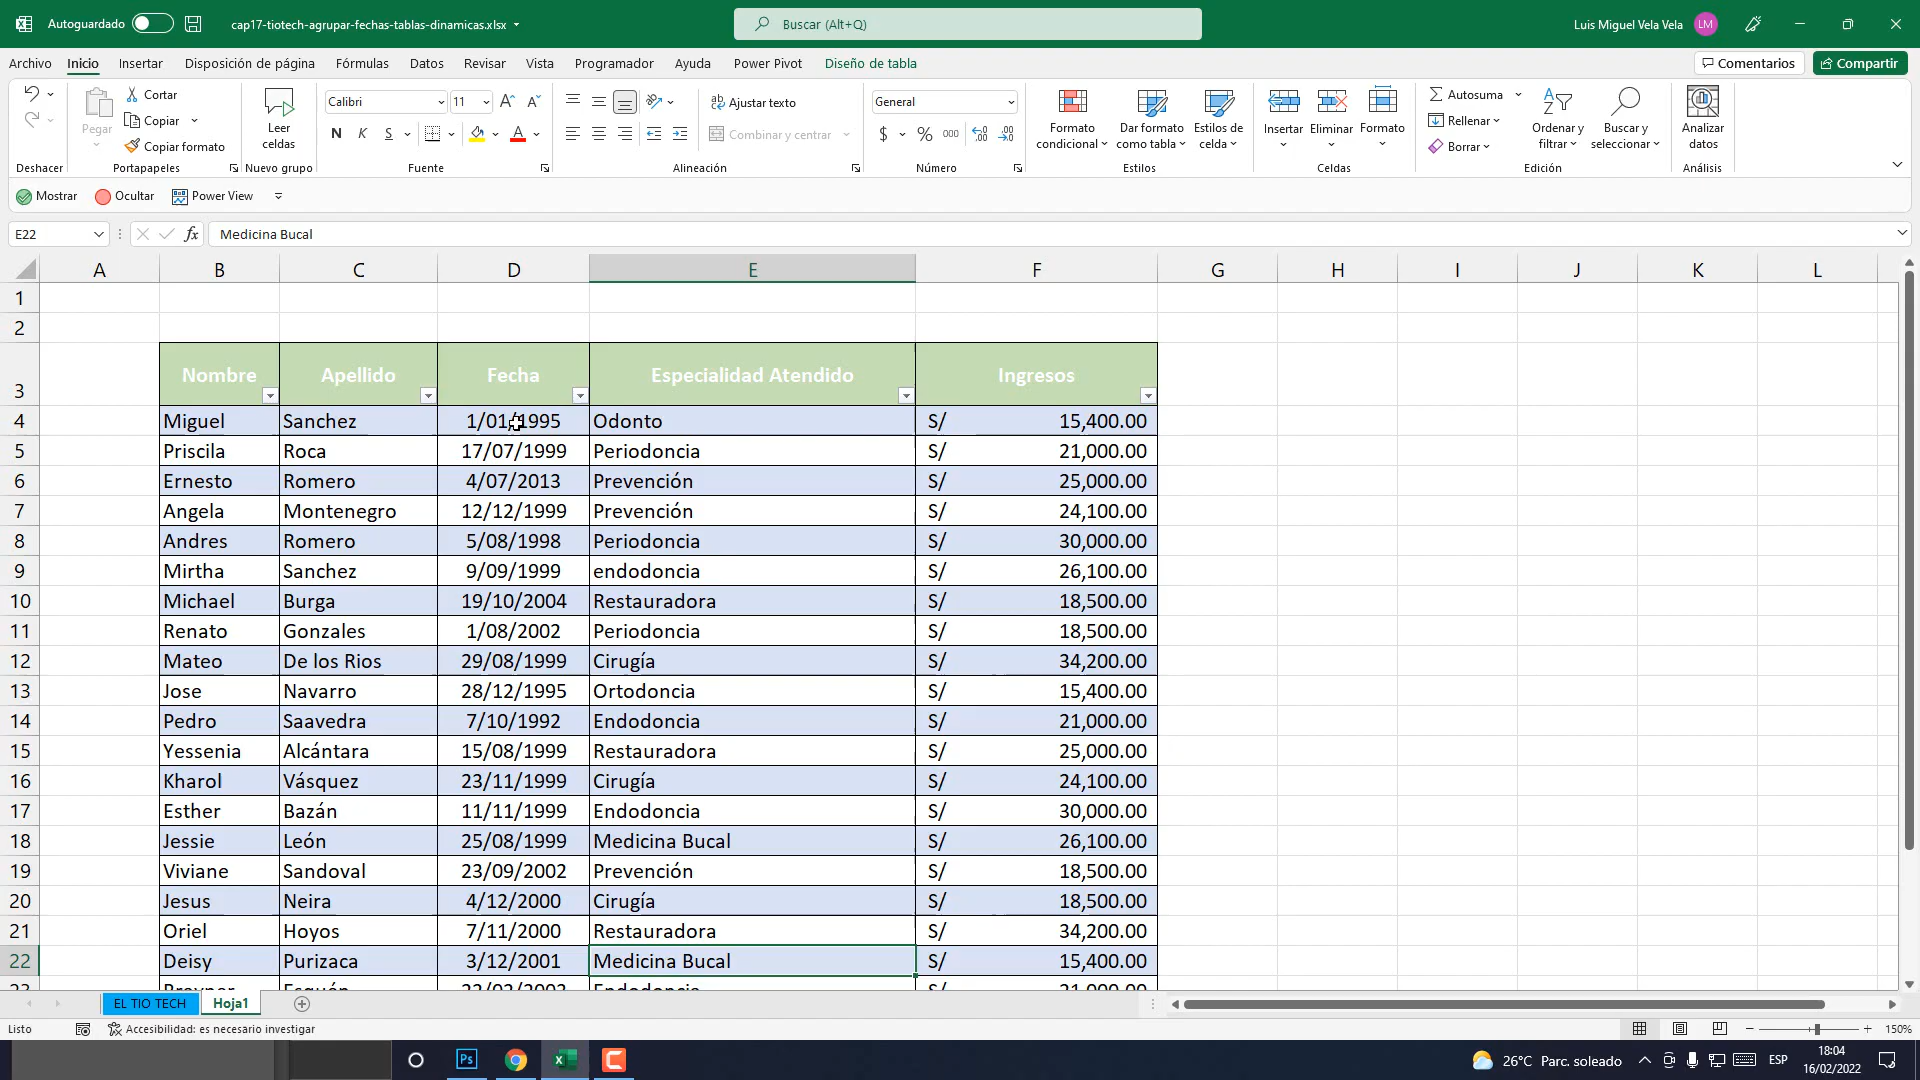 Autoguardado cap17-tiotech-agrupar-fechas-tablas-dinamicas.xlsx Buscar (Alt+Q) Luis Miguel Vela Vela LM
Archivo Inicio Insertar Disposición de página Fórmulas Datos Revisar Vista Programador Ayuda Power Pivot Diseño de tabla Comentarios Compartir
Deshacer
Pegar
Cortar
Copiar
Copiar formato
Portapapeles
Leer celdas
Nuevo grupo
Calibri 11
N K S
Fuente
Ajustar texto
Combinar y centrar
Alineación
General
$ % 000
Número
Formato condicional
Dar formato como tabla
Estilos de celda
Estilos
Insertar Eliminar Formato
Celdas
Autosuma
Rellenar
Borrar
Ordenar y filtrar
Buscar y seleccionar
Edición
Analizar datos
Análisis
Mostrar Ocultar Power View
E22 fx Medicina Bucal
A B C D E F G H I J K L
1
2
3 Nombre Apellido Fecha Especialidad Atendido Ingresos
4 Miguel Sanchez 1/01/1995 Odonto S/ 15,400.00
5 Priscila Roca 17/07/1999 Periodoncia S/ 21,000.00
6 Ernesto Romero 4/07/2013 Prevención S/ 25,000.00
7 Angela Montenegro 12/12/1999 Prevención S/ 24,100.00
8 Andres Romero 5/08/1998 Periodoncia S/ 30,000.00
9 Mirtha Sanchez 9/09/1999 endodoncia S/ 26,100.00
10 Michael Burga 19/10/2004 Restauradora S/ 18,500.00
11 Renato Gonzales 1/08/2002 Periodoncia S/ 18,500.00
12 Mateo De los Rios 29/08/1999 Cirugía S/ 34,200.00
13 Jose Navarro 28/12/1995 Ortodoncia S/ 15,400.00
14 Pedro Saavedra 7/10/1992 Endodoncia S/ 21,000.00
15 Yessenia Alcántara 15/08/1999 Restauradora S/ 25,000.00
16 Kharol Vásquez 23/11/1999 Cirugía S/ 24,100.00
17 Esther Bazán 11/11/1999 Endodoncia S/ 30,000.00
18 Jessie León 25/08/1999 Medicina Bucal S/ 26,100.00
19 Viviane Sandoval 23/09/2002 Prevención S/ 18,500.00
20 Jesus Neira 4/12/2000 Cirugía S/ 18,500.00
21 Oriel Hoyos 7/11/2000 Restauradora S/ 34,200.00
22 Deisy Purizaca 3/12/2001 Medicina Bucal S/ 15,400.00
EL TIO TECH Hoja1
Listo Accesibilidad: es necesario investigar 150%
Ps 26°C Parc. soleado ESP 18:04
16/02/2022